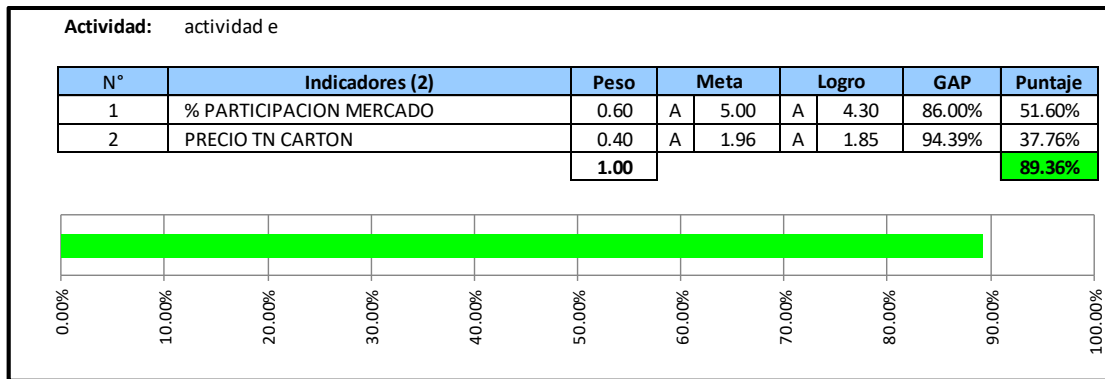 Actividad: actividad e
N° Indicadores (2) Peso Meta Logro GAP Puntaje
1 % PARTICIPACION MERCADO 0.60 A 5.00 A 4.30 86.00% 51.60%
2 PRECIO TN CARTON 0.40 A 1.96 A 1.85 94.39% 37.76%
1.00 89.36%
0.00% 10.00% 20.00% 30.00% 40.00% 50.00% 60.00% 70.00% 80.00% 90.00% 100.00%